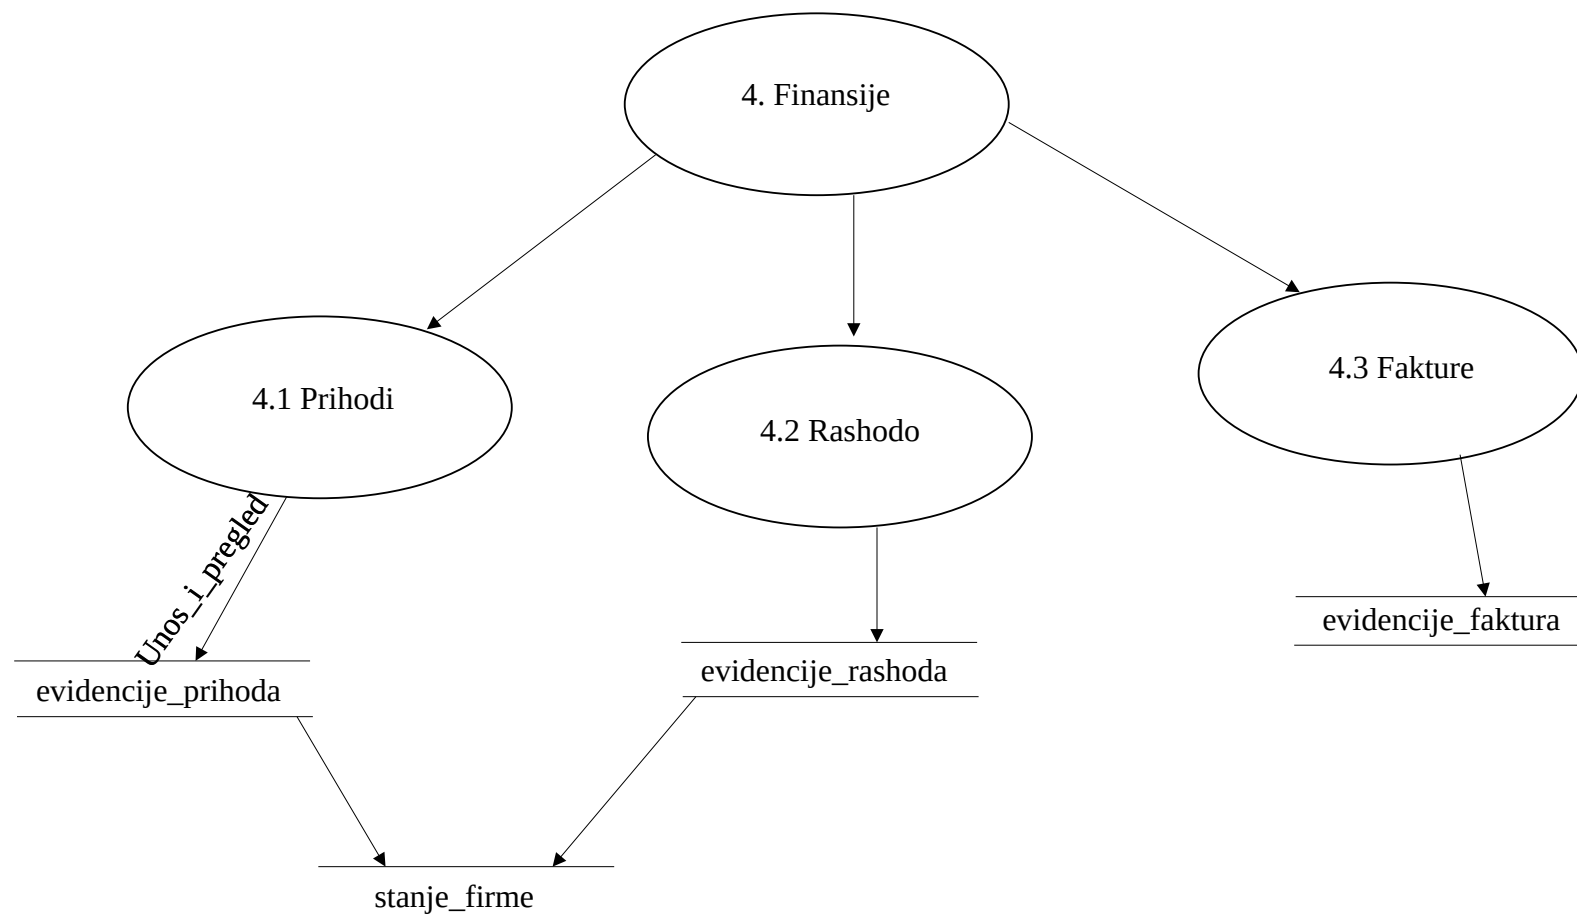 4. Finansije
4.1 Prihodi
4.2 Rashodo
4.3 Fakture
Unos_i_pregled
evidencije_prihoda
evidencije_rashoda
evidencije_faktura
stanje_firme